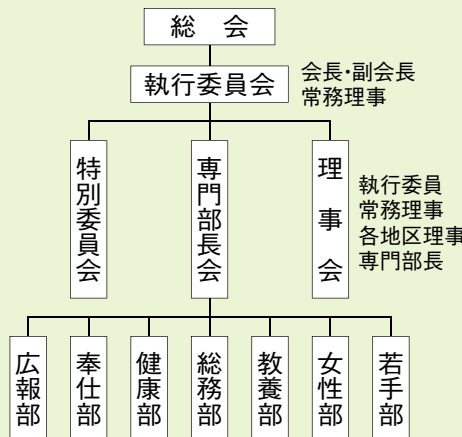 総　会
執行委員会
会長・副会長
常務理事
特別委員会
専門部長会
理事会
執行委員
常務理事
各地区理事
専門部長
広報部
奉仕部
健康部
総務部
教養部
女性部
若手部